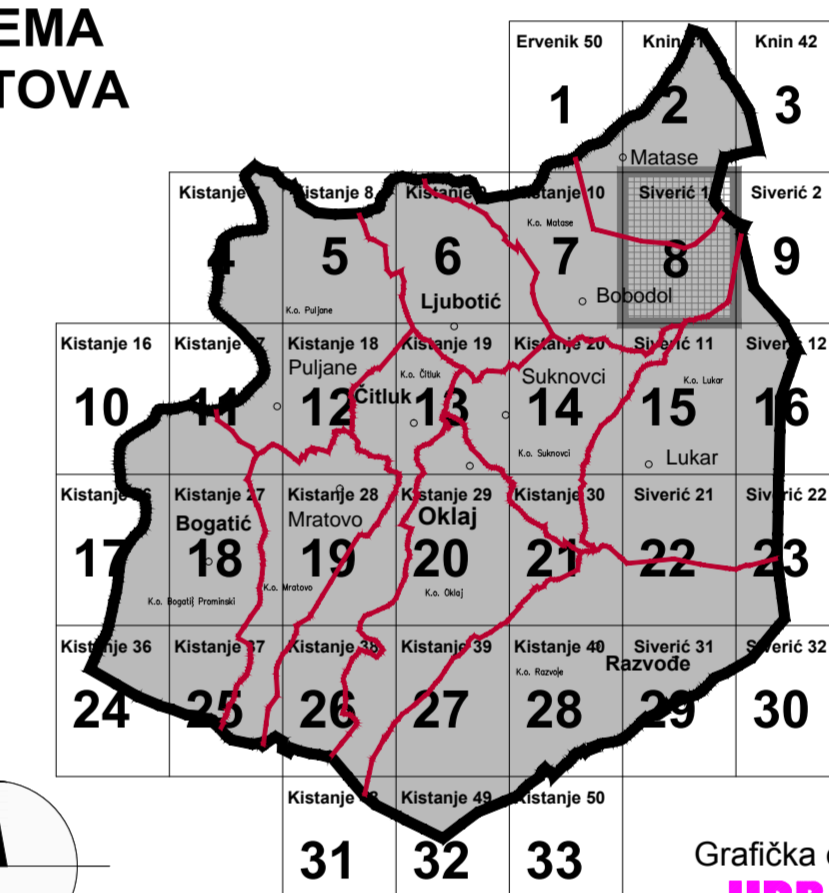 EMA
TOVA
Ervenik 50 Knin 42
1 2 3
Matase
Kistanje 8 Kistanje 9 Kistanje 10 Siverić 1 Siverić 2
K.o. Matase
4 5 6 7 8 9
Ljubotić Bobodol
K.o. Puljane
Kistanje 16 Kistanje 17 Kistanje 18 Kistanje 19 Kistanje 20 Siverić 11 Siverić 12
Puljane K.o. Čitluk Suknovci K.o. Lukar
Čitluk
10 11 12 13 14 15 16
K.o. Suknovci Lukar
Kistanje 26 Kistanje 27 Kistanje 28 Kistanje 29 Kistanje 30 Siverić 21 Siverić 22
Bogatić Mratovo Oklaj
17 18 19 20 21 22 23
K.o. Bogatij Prominski K.o. Mratovo K.o. Oklaj
Kistanje 36 Kistanje 37 Kistanje 38 Kistanje 39 Kistanje 40 Siverić 31 Siverić 32
K.o. Razvoje Razvođe
24 25 26 27 28 29 30
Kistanje 48 Kistanje 49 Kistanje 50
31 32 33
Grafička